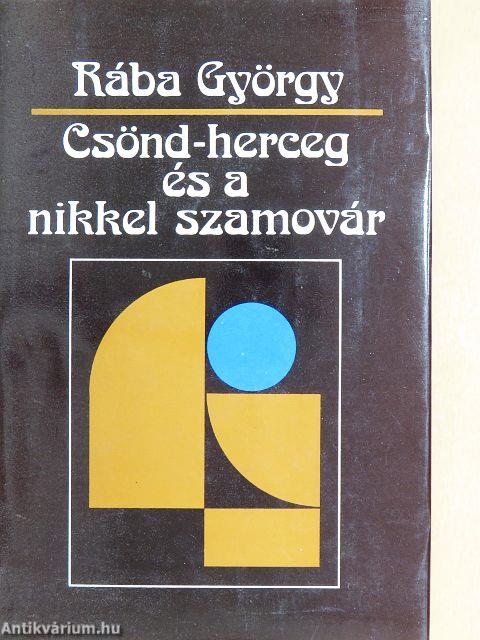 Rába György
Csönd-herceg
és a
nikkel szamovár
Antikvárium.hu